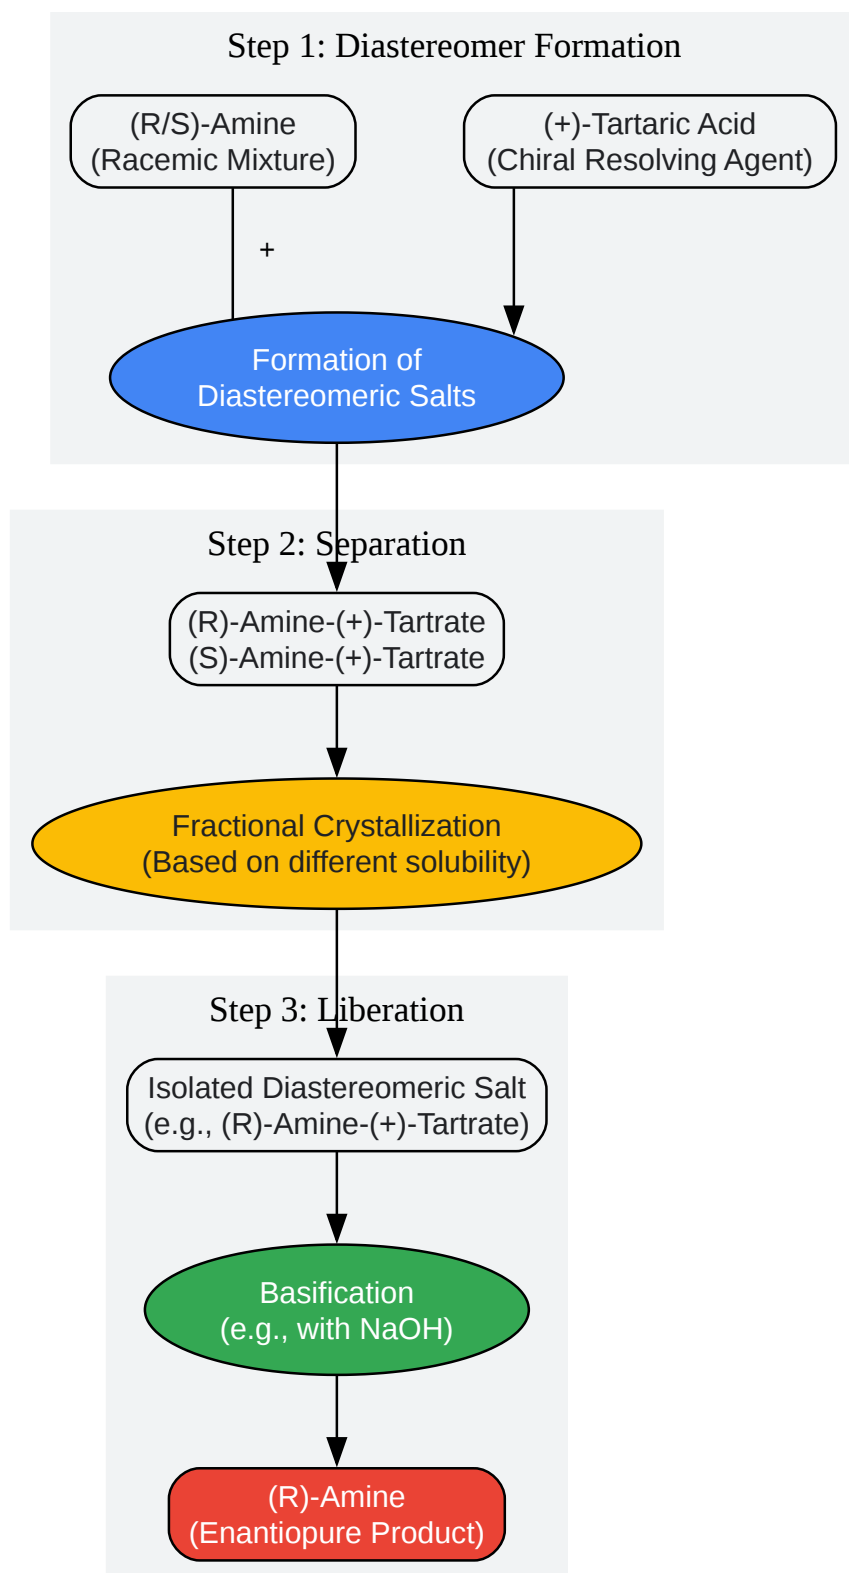 Step 1: Diastereomer Formation
(R/S)-Amine
(Racemic Mixture)
(+)-Tartaric Acid
(Chiral Resolving Agent)
+
Formation of
Diastereomeric Salts
Step 2: Separation
(R)-Amine-(+)-Tartrate
(S)-Amine-(+)-Tartrate
Fractional Crystallization
(Based on different solubility)
Step 3: Liberation
Isolated Diastereomeric Salt
(e.g., (R)-Amine-(+)-Tartrate)
Basification
(e.g., with NaOH)
(R)-Amine
(Enantiopure Product)